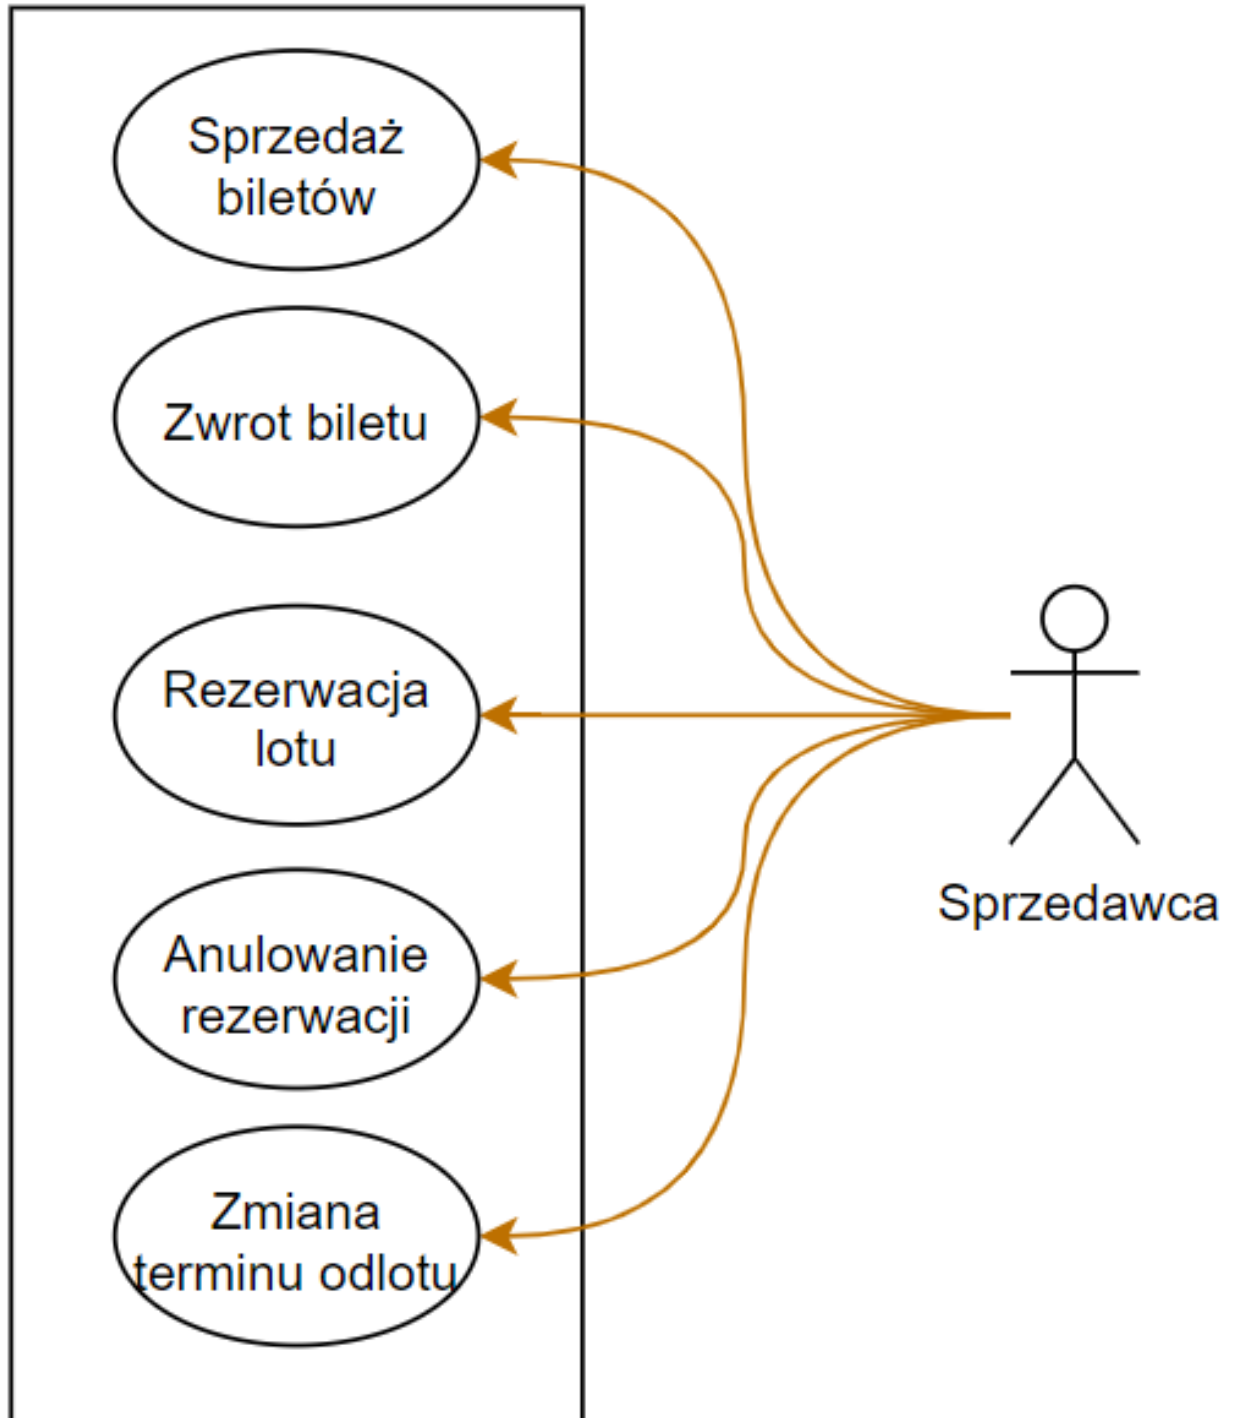 Sprzedaż
biletów
Zwrot biletu
Rezerwacja
lotu
Anulowanie
rezerwacji
Zmiana
terminu odlotu
Sprzedawca